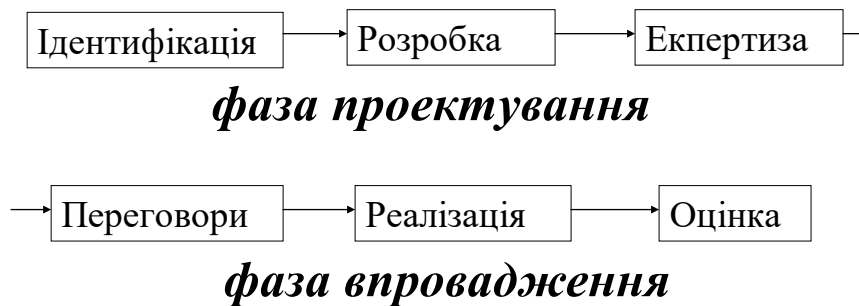 Ідентифікація Розробка Екпертиза
фаза проектування
Переговори Реалізація Оцінка
фаза впровадження